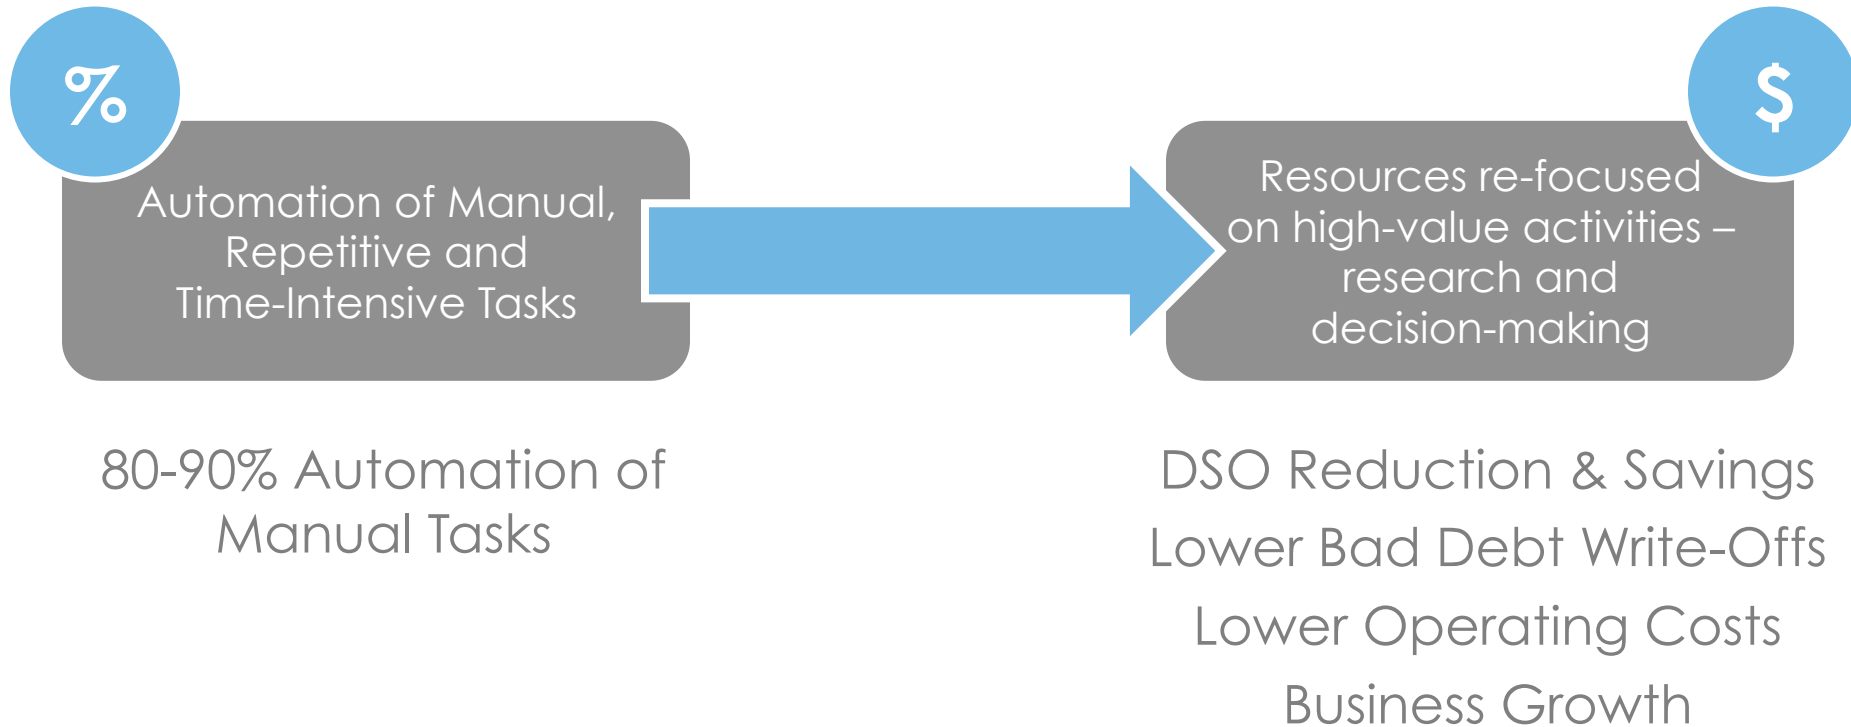 %
Automation of Manual,
Repetitive and
Time-Intensive Tasks
80-90% Automation of
Manual Tasks
$
Resources re-focused
on high-value activities –
research and
decision-making
DSO Reduction & Savings
Lower Bad Debt Write-Offs
Lower Operating Costs
Business Growth